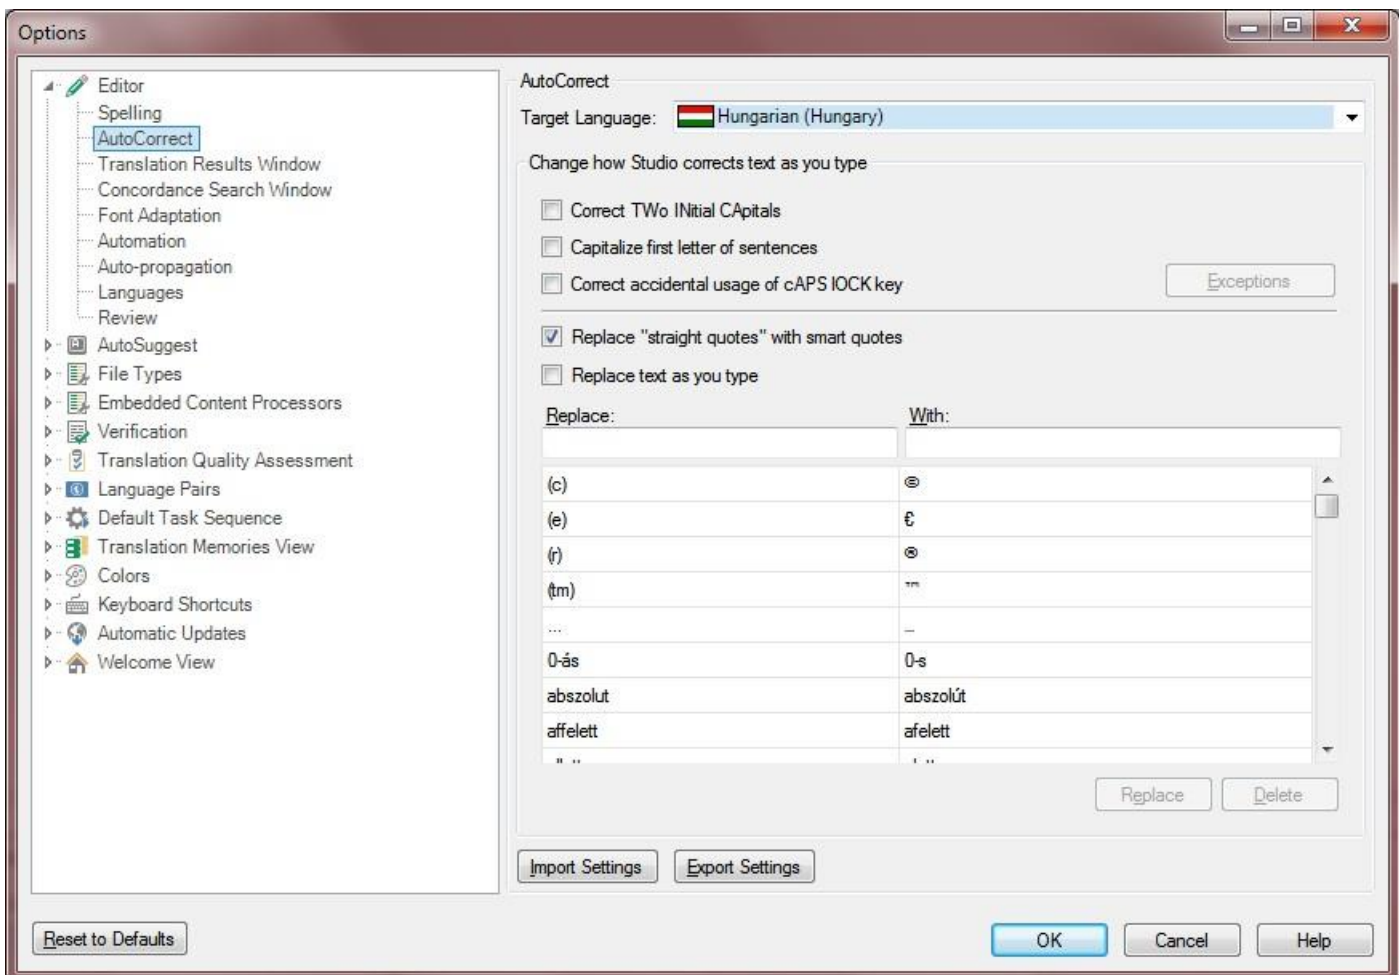 Options
Editor
Spelling
AutoCorrect
Translation Results Window
Concordance Search Window
Font Adaptation
Automation
Auto-propagation
Languages
Review
AutoSuggest
File Types
Embedded Content Processors
Verification
Translation Quality Assessment
Language Pairs
Default Task Sequence
Translation Memories View
Colors
Keyboard Shortcuts
Automatic Updates
Welcome View
AutoCorrect
Target Language: Hungarian (Hungary)
Change how Studio corrects text as you type
Correct TWo INitial CApitals
Capitalize first letter of sentences
Correct accidental usage of cAPS lOCK key
Exceptions
Replace "straight quotes" with smart quotes
Replace text as you type
Replace: With:
(c) ©
(e) €
(r) ®
(tm) ™
... …
0-ás 0-s
abszolut abszolút
affelett afelett
Replace Delete
Import Settings Export Settings
Reset to Defaults OK Cancel Help